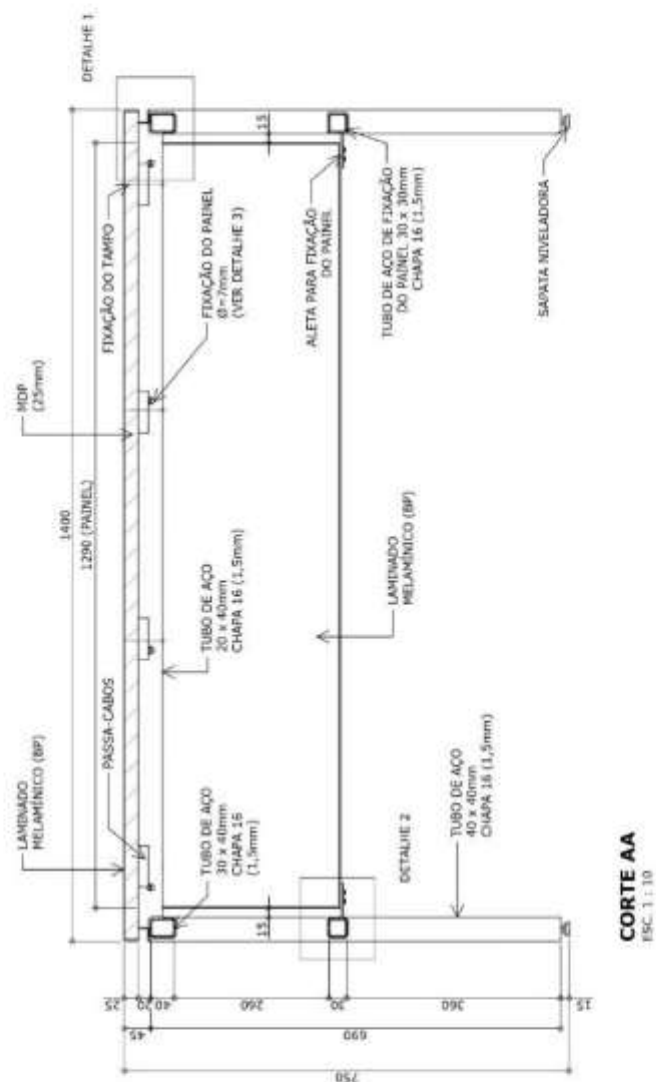 DETALHE 1
1400
MDP
(25mm)
1290 (PAINEL)
LAMINADO
MELAMÍNICO (BP)
PASSA-CABOS
FIXAÇÃO DO TAMPO
TUBO DE AÇO
30 x 40mm
CHAPA 16
(1,5mm)
TUBO DE AÇO
20 x 40mm
CHAPA 16 (1,5mm)
FIXAÇÃO DO PAINEL
Ø=7mm
(VER DETALHE 3)
15
15
LAMINADO
MELAMÍNICO (BP)
ALETA PARA FIXAÇÃO
DO PAINEL
DETALHE 2
TUBO DE AÇO
40 x 40mm
CHAPA 16 (1,5mm)
TUBO DE AÇO DE FIXAÇÃO
DO PAINEL 30 x 30mm
CHAPA 16 (1,5mm)
SAPATA NIVELADORA
25
20
40
260
30
360
15
45
690
750
CORTE AA
ESC. 1 : 10